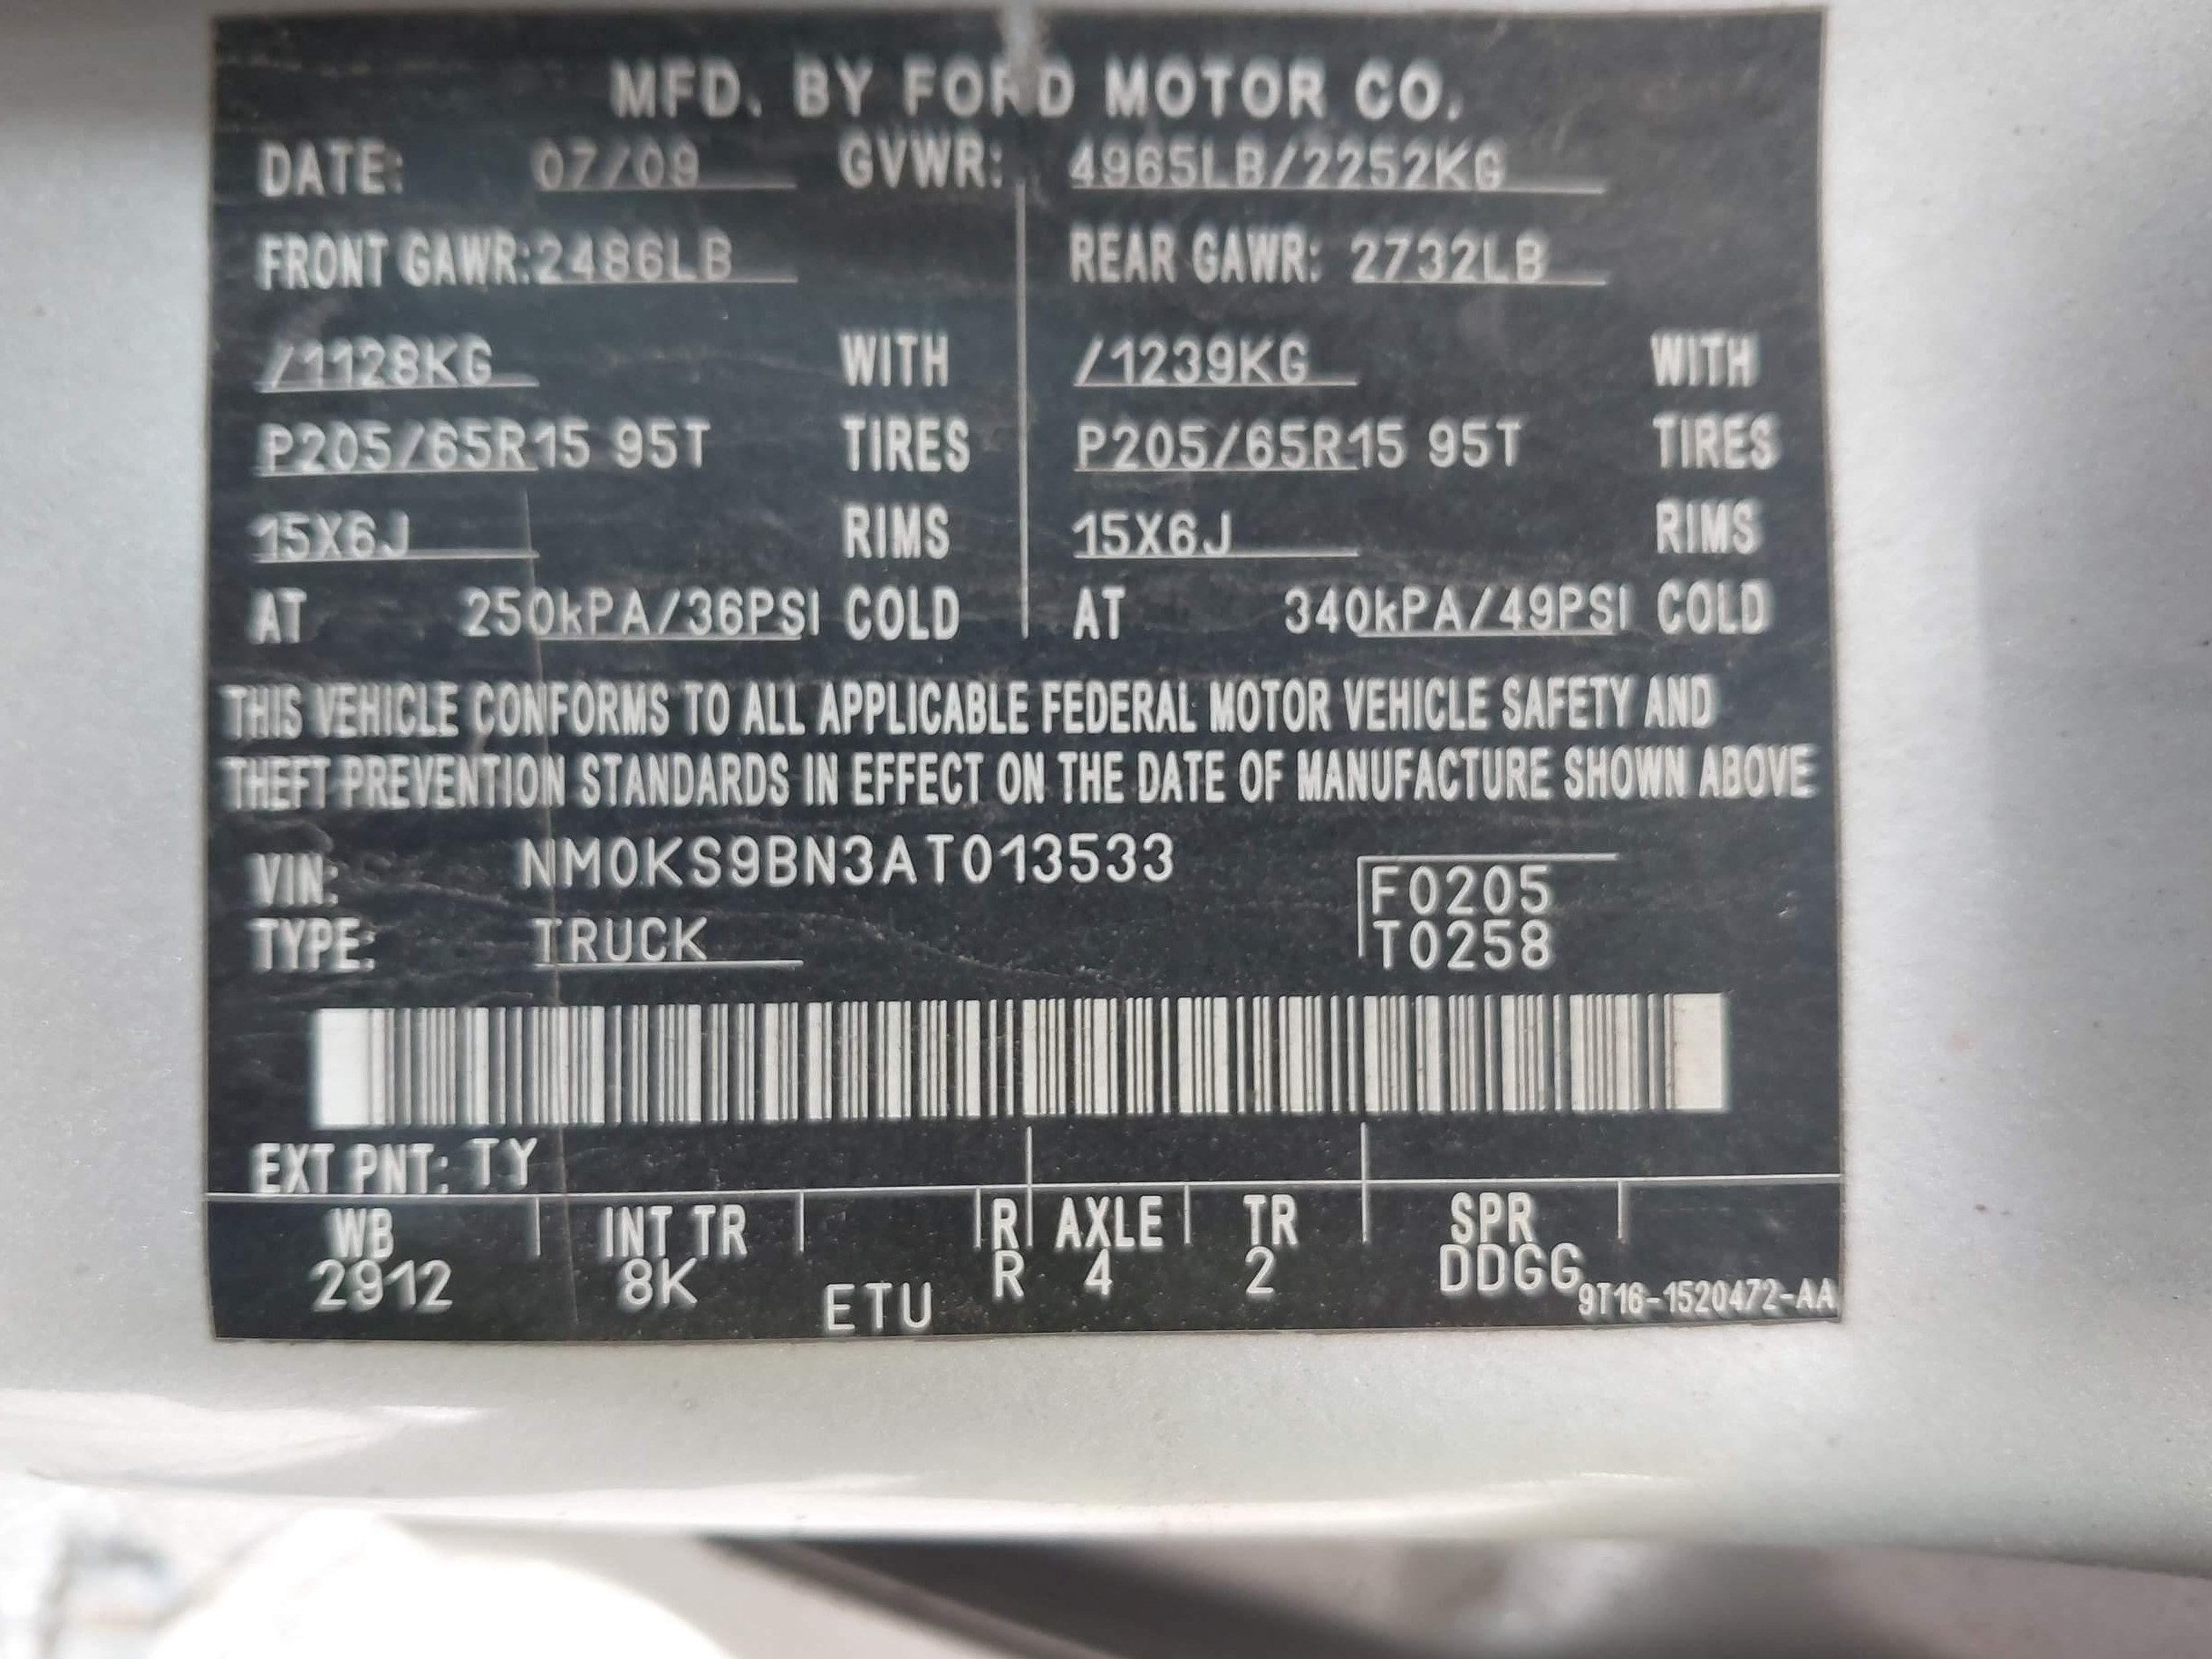 MFD. BY FORD MOTOR CO.
DATE: 07/09 GVWR: 4965LB/2252KG
FRONT GAWR: 2486LB REAR GAWR: 2732LB
/1128KG WITH /1239KG WITH
P205/65R15 95T TIRES P205/65R15 95T TIRES
15X6J RIMS 15X6J RIMS
AT 250kPA/36PSI COLD AT 340kPA/49PSI COLD
THIS VEHICLE CONFORMS TO ALL APPLICABLE FEDERAL MOTOR VEHICLE SAFETY AND
THEFT PREVENTION STANDARDS IN EFFECT ON THE DATE OF MANUFACTURE SHOWN ABOVE
VIN: NM0KS9BN3AT013533 F0205
TYPE: TRUCK T0258
EXT PNT: TY
WB INT TR R AXLE TR SPR
2912 8K ETU R 4 2 DDGG 9T16-1520472-AA